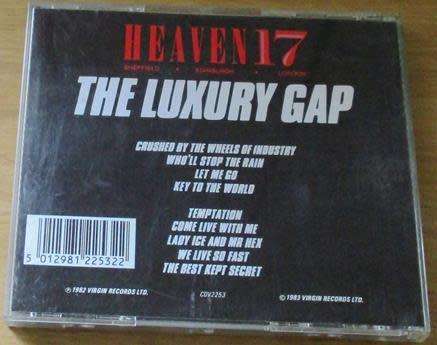 HEAVEN 17
SHEFFIELD • EDINBURGH • LONDON
THE LUXURY GAP
CRUSHED BY THE WHEELS OF INDUSTRY
WHO'LL STOP THE RAIN
LET ME GO
KEY TO THE WORLD
TEMPTATION
COME LIVE WITH ME
LADY ICE AND MR HEX
WE LIVE SO FAST
THE BEST KEPT SECRET
5 012981 225322
℗ 1983 VIRGIN RECORDS LTD. CDV2253 © 1983 VIRGIN RECORDS LTD.